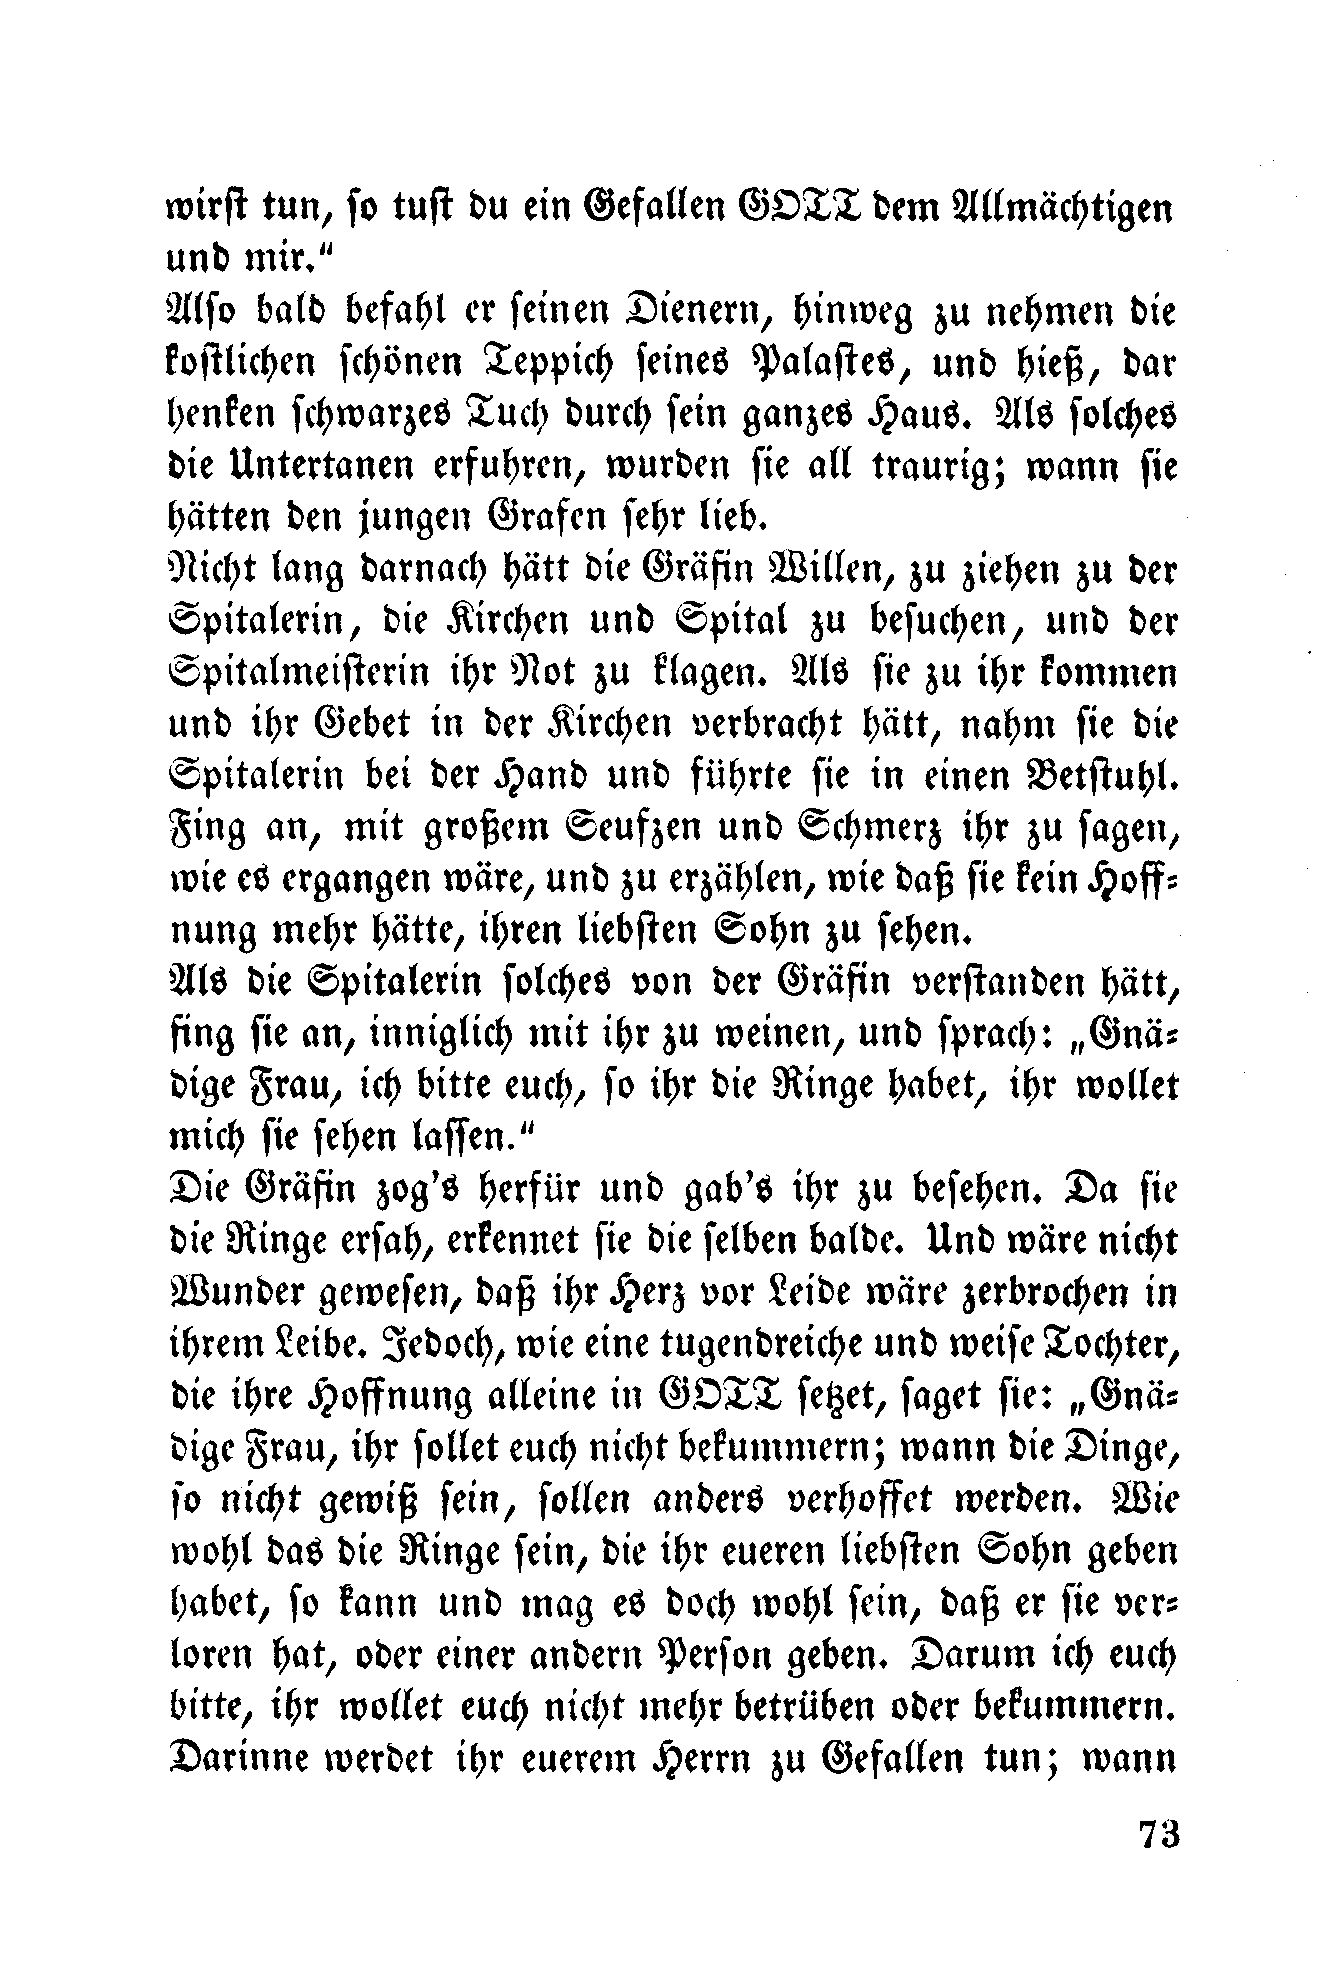 wirst tun, so tust du ein Gefallen GOTT dem Allmächtigen
und mir.“
Also bald befahl er seinen Dienern, hinweg zu nehmen die
kostlichen schönen Teppich seines Palastes, und hieß, dar
henken schwarzes Tuch durch sein ganzes Haus. Als solches
die Untertanen erfuhren, wurden sie all traurig; wann sie
hätten den jungen Grafen sehr lieb.
Nicht lang darnach hätt die Gräfin Willen, zu ziehen zu der
Spitalerin, die Kirchen und Spital zu besuchen, und der
Spitalmeisterin ihr Not zu klagen. Als sie zu ihr kommen
und ihr Gebet in der Kirchen verbracht hätt, nahm sie die
Spitalerin bei der Hand und führte sie in einen Betstuhl.
Fing an, mit großem Seufzen und Schmerz ihr zu sagen,
wie es ergangen wäre, und zu erzählen, wie daß sie kein Hoff-
nung mehr hätte, ihren liebsten Sohn zu sehen.
Als die Spitalerin solches von der Gräfin verstanden hätt,
fing sie an, inniglich mit ihr zu weinen, und sprach: „Gnä-
dige Frau, ich bitte euch, so ihr die Ringe habet, ihr wollet
mich sie sehen lassen.“
Die Gräfin zog's herfür und gab's ihr zu besehen. Da sie
die Ringe ersah, erkennet sie die selben balde. Und wäre nicht
Wunder gewesen, daß ihr Herz vor Leide wäre zerbrochen in
ihrem Leibe. Jedoch, wie eine tugendreiche und weise Tochter,
die ihre Hoffnung alleine in GOTT setzet, saget sie: „Gnä-
dige Frau, ihr sollet euch nicht bekummern; wann die Dinge,
so nicht gewiß sein, sollen anders verhoffet werden. Wie
wohl das die Ringe sein, die ihr eueren liebsten Sohn geben
habet, so kann und mag es doch wohl sein, daß er sie ver-
loren hat, oder einer andern Person geben. Darum ich euch
bitte, ihr wollet euch nicht mehr betrüben oder bekummern.
Darinne werdet ihr euerem Herrn zu Gefallen tun; wann
73